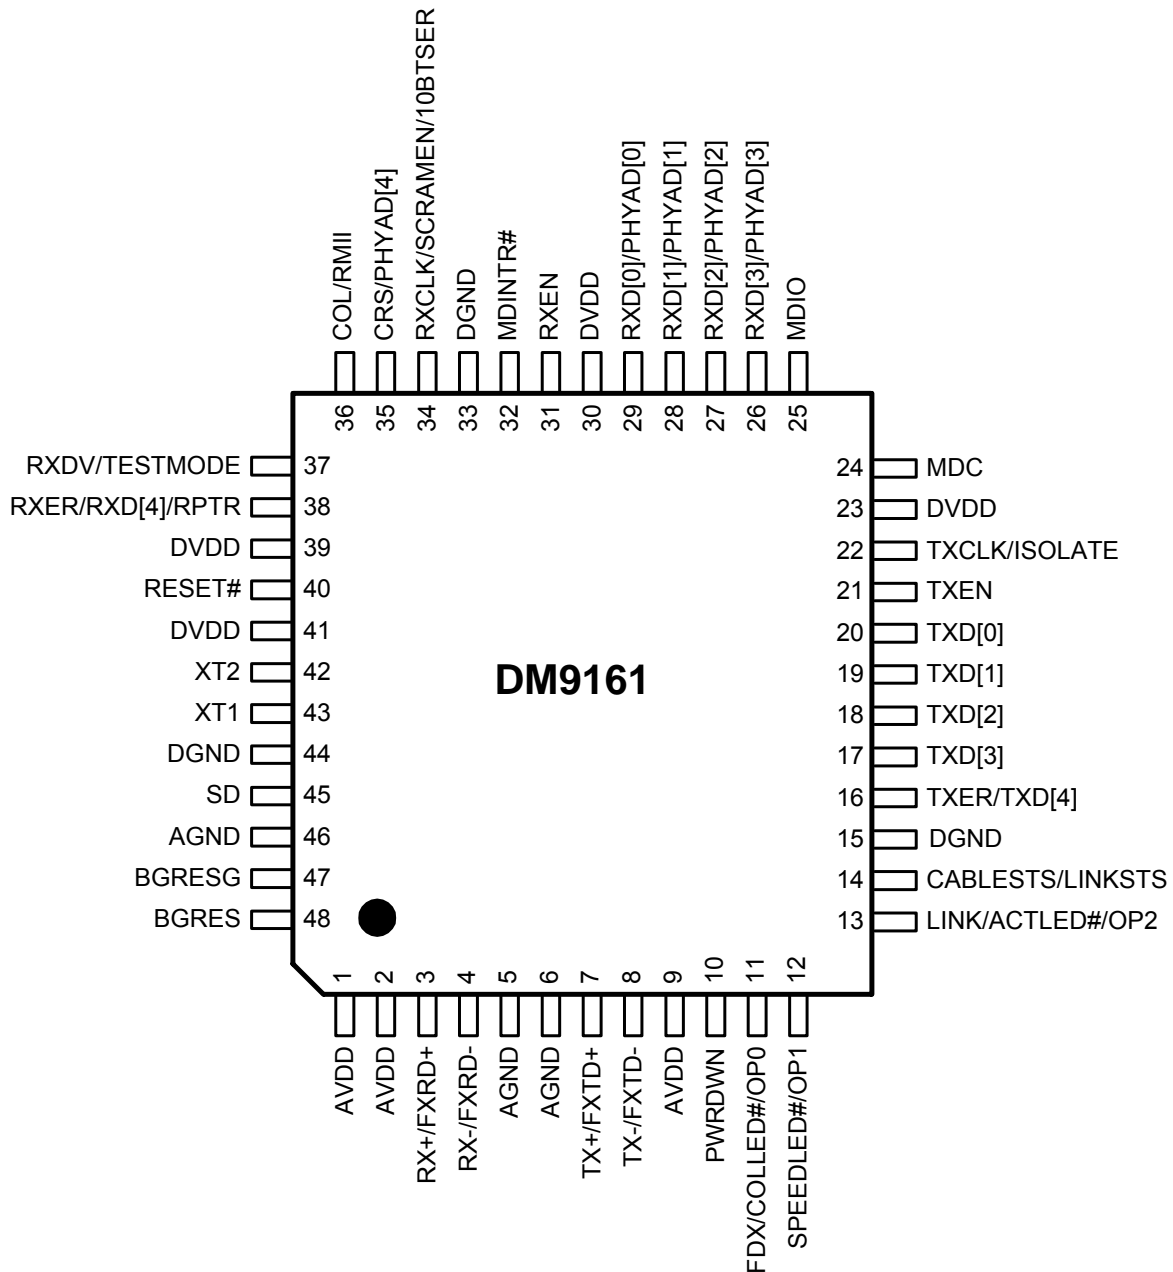 COL/RMII
CRS/PHYAD[4]
RXCLK/SCRAMEN/10BTSER
DGND
MDINTR#
RXEN
DVDD
RXD[0]/PHYAD[0]
RXD[1]/PHYAD[1]
RXD[2]/PHYAD[2]
RXD[3]/PHYAD[3]
MDIO
36
35
34
33
32
31
30
29
28
27
26
25
RXDV/TESTMODE 37
RXER/RXD[4]/RPTR 38
DVDD 39
RESET# 40
DVDD 41
XT2 42
XT1 43
DGND 44
SD 45
AGND 46
BGRESG 47
BGRES 48
DM9161
24 MDC
23 DVDD
22 TXCLK/ISOLATE
21 TXEN
20 TXD[0]
19 TXD[1]
18 TXD[2]
17 TXD[3]
16 TXER/TXD[4]
15 DGND
14 CABLESTS/LINKSTS
13 LINK/ACTLED#/OP2
1
2
3
4
5
6
7
8
9
10
11
12
AVDD
AVDD
RX+/FXRD+
RX-/FXRD-
AGND
AGND
TX+/FXTD+
TX-/FXTD-
AVDD
PWRDWN
FDX/COLLED#/OP0
SPEEDLED#/OP1